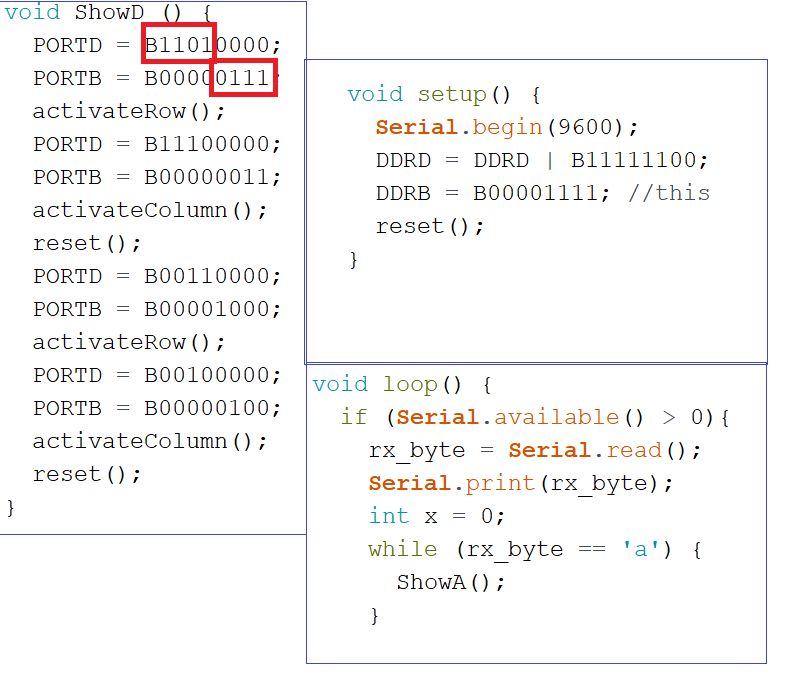 void ShowD () {
PORTD = B11010000;
PORTB = B00000111;
activateRow();
PORTD = B11100000;
PORTB = B00000011;
activateColumn();
reset();
PORTD = B00110000;
PORTB = B00001000;
activateRow();
PORTD = B00100000;
PORTB = B00000100;
activateColumn();
reset();
}
void setup() {
Serial.begin(9600);
DDRD = DDRD | B11111100;
DDRB = B00001111; //this
reset();
}
void loop() {
if (Serial.available() > 0){
rx_byte = Serial.read();
Serial.print(rx_byte);
int x = 0;
while (rx_byte == 'a') {
ShowA();
}